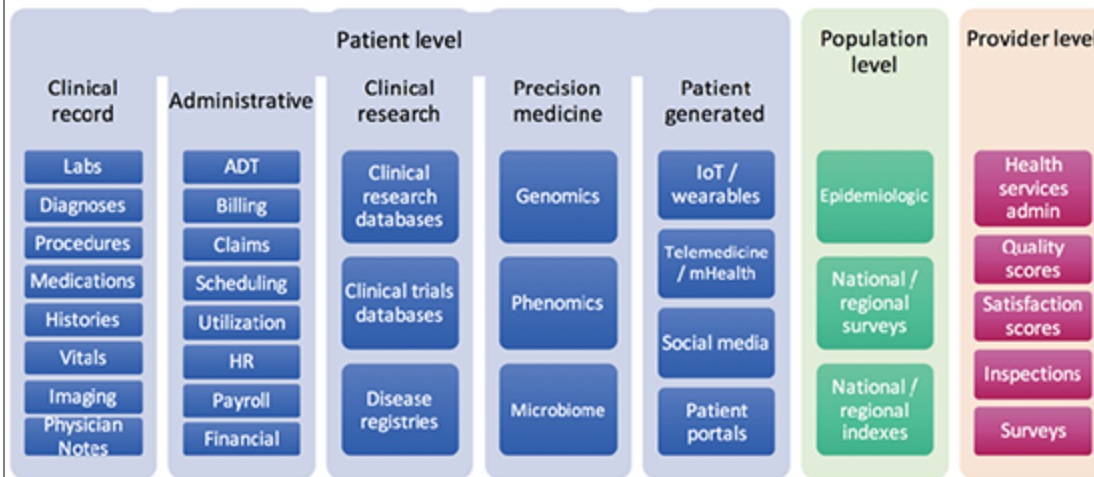 Patient level
Population
level
Provider level
Clinical
record
Administrative
Clinical
research
Precision
medicine
Patient
generated
Labs
Diagnoses
Procedures
Medications
Histories
Vitals
Imaging
Physician
Notes
ADT
Billing
Claims
Scheduling
Utilization
HR
Payroll
Financial
Clinical
research
databases
Clinical trials
databases
Disease
registries
Genomics
Phenomics
Microbiome
IoT /
wearables
Telemedicine
/ mHealth
Social media
Patient
portals
Epidemiologic
National /
regional
surveys
National /
regional
indexes
Health
services
admin
Quality
scores
Satisfaction
scores
Inspections
Surveys